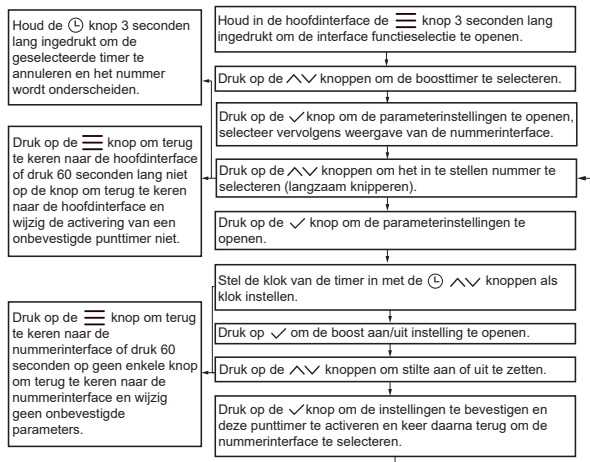 Houd de knop 3 seconden
lang ingedrukt om de
geselecteerde timer te
annuleren en het nummer
wordt onderscheiden.
Druk op de knop om terug
te keren naar de hoofdinterface
of druk 60 seconden lang niet
op de knop om terug te keren
naar de hoofdinterface en
wijzig de activering van een
onbevestigde punttimer niet.
Druk op de knop om terug
te keren naar de
nummerinterface of druk 60
seconden op geen enkele knop
om terug te keren naar de
nummerinterface en wijzig
geen onbevestigde
parameters.
Houd in de hoofdinterface de knop 3 seconden lang
ingedrukt om de interface functieselectie te openen.
Druk op de knoppen om de boosttimer te selecteren.
Druk op de knop om de parameterinstellingen te openen,
selecteer vervolgens weergave van de nummerinterface.
Druk op de knoppen om het in te stellen nummer te
selecteren (langzaam knipperen).
Druk op de knop om de parameterinstellingen te
openen.
Stel de klok van de timer in met de knoppen als
klok instellen.
Druk op om de boost aan/uit instelling te openen.
Druk op de knoppen om stilte aan of uit te zetten.
Druk op de knop om de instellingen te bevestigen en
deze punttimer te activeren en keer daarna terug om de
nummerinterface te selecteren.